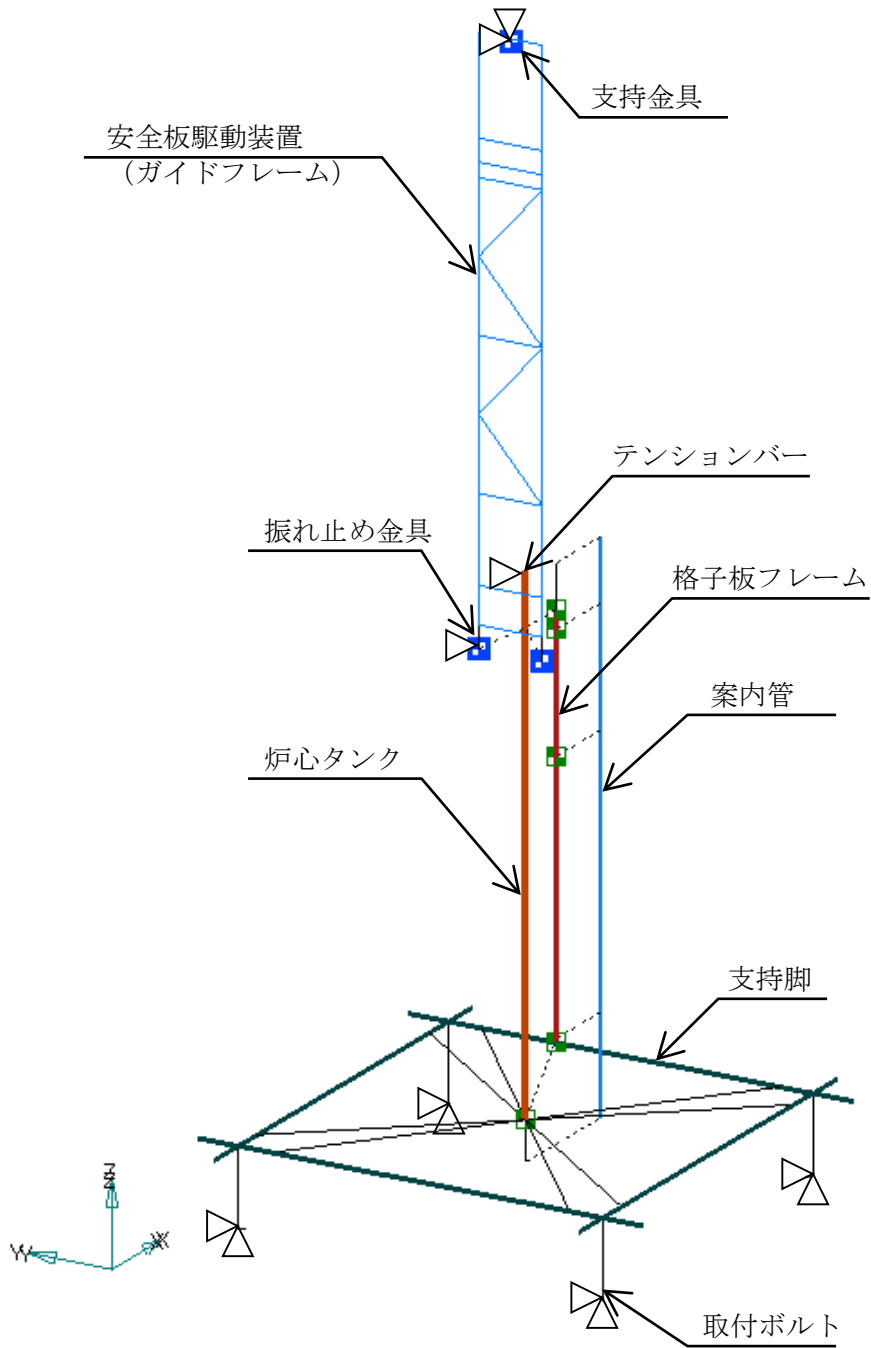 支持金具
安全板駆動装置
（ガイドフレーム）
テンションバー
振れ止め金具
格子板フレーム
案内管
炉心タンク
支持脚
取付ボルト